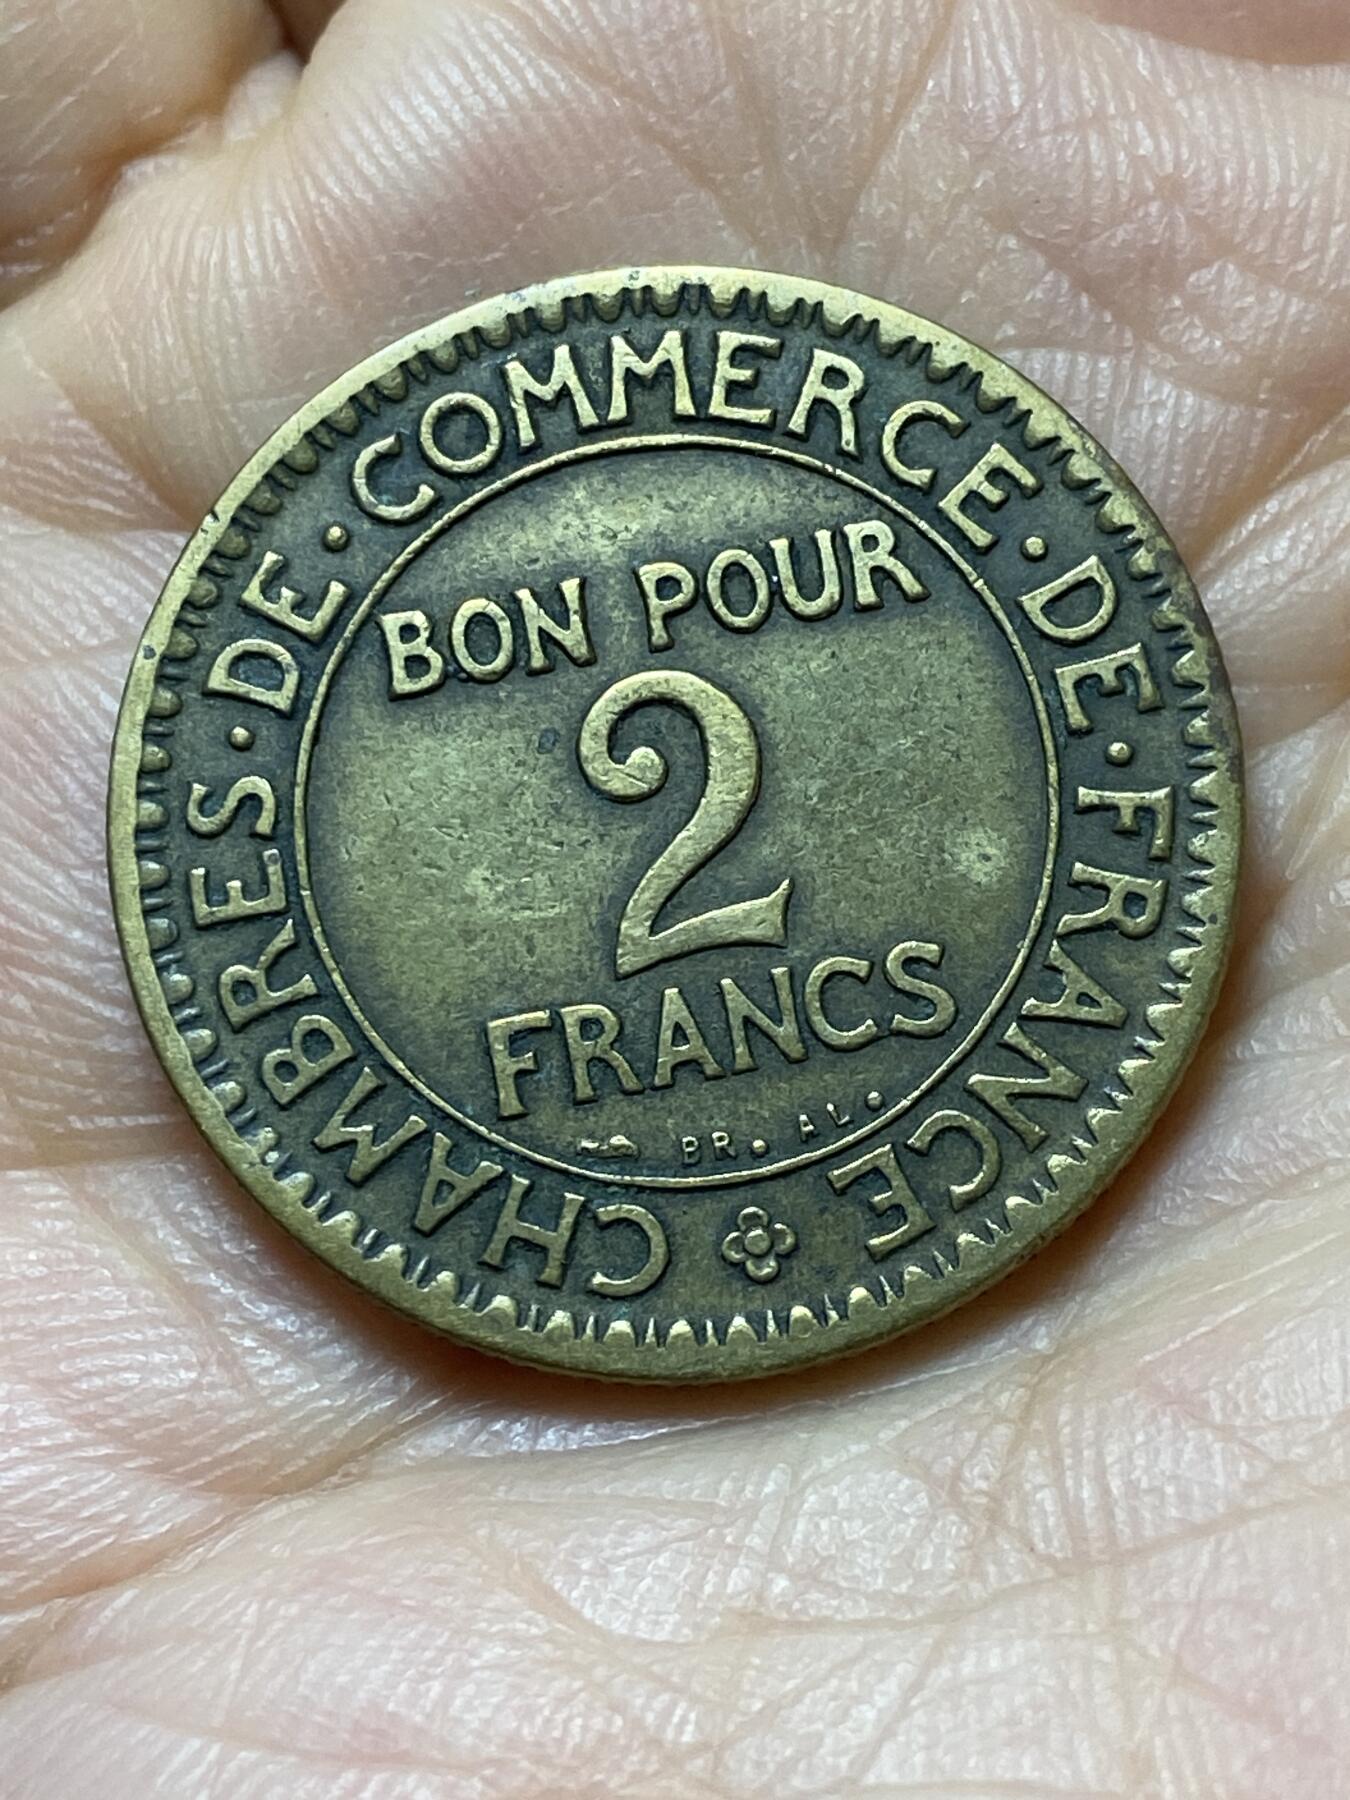 CHAMBRES·DE·COMMERCE·DE·FRANCE
BON POUR
2
FRANCS
BR. AL.